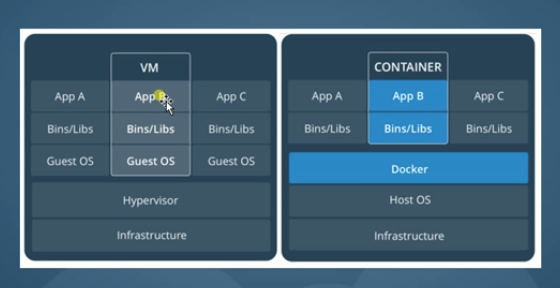 VM
App A App B App C
Bins/Libs Bins/Libs Bins/Libs
Guest OS Guest OS Guest OS
Hypervisor
Infrastructure
CONTAINER
App A App B App C
Bins/Libs Bins/Libs Bins/Libs
Docker
Host OS
Infrastructure